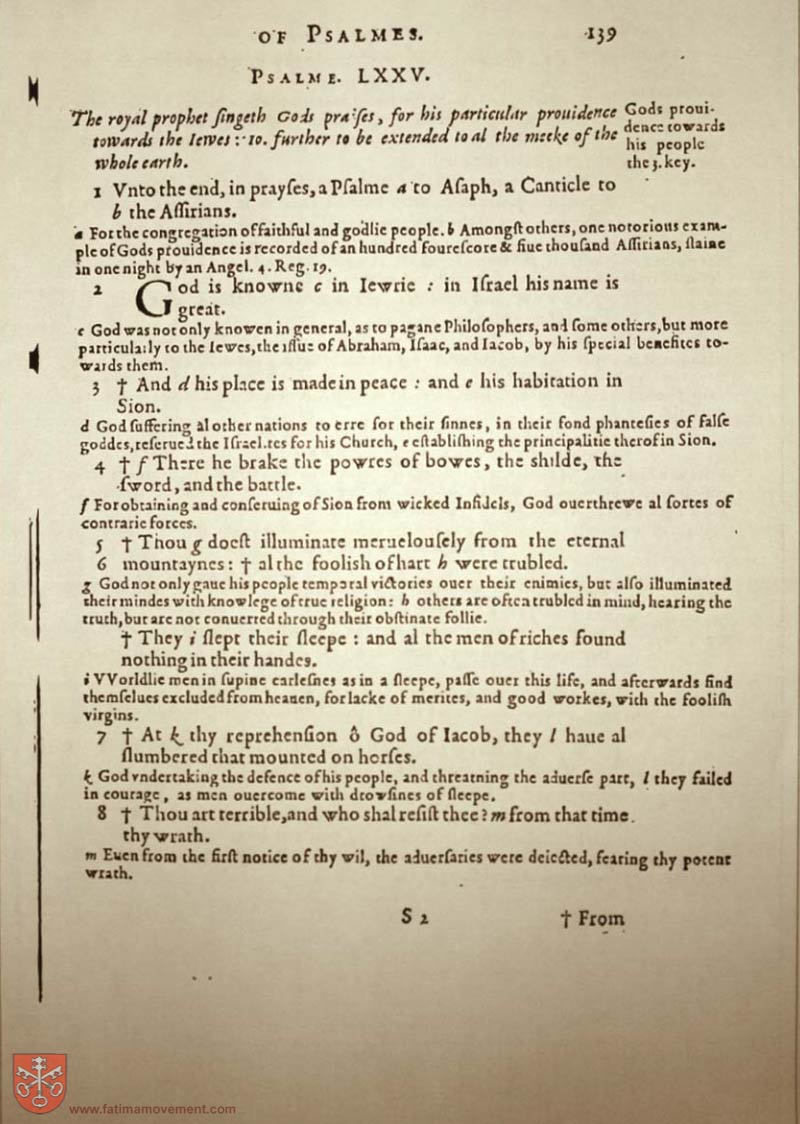 OF PSALMES. 139
PSALME. LXXV.
The royal prophet ſingeth Gods praiſes, for his particular prouidence
towards the Iewes: 10. further to be extended to al the meeke of the
whole earth.
Gods proui-
dence towards
his people
the 3. key.
1 Vnto the end, in prayſes, a Pſalme a to Aſaph, a Canticle to
b the Aſſirians.
a For the congregation of faithful and godlie people. b Amongſt others, one notorious exam-
ple of Gods prouidence is recorded of an hundred foureſcore & fiue thouſand Aſſirians, ſlaine
in one night by an Angel. 4. Reg. 19.
2 God is knowne c in Iewrie : in Iſrael his name is
great.
c God was not only knowen in general, as to pagane Philoſophers, and ſome others, but more
particularly to the Iewes, the iſſue of Abraham, Iſaac, and Iacob, by his ſpecial benefites to-
wards them.
3 † And d his place is made in peace : and e his habitation in
Sion.
d God ſuffering al other nations to erre for their ſinnes, in their fond phanteſies of falſe
goddes, reſerued the Iſraelites for his Church, e eſtabliſhing the principalitie therof in Sion.
4 † f There he brake the powres of bowes, the shilde, the
ſword, and the battle.
f For obtaining and conſeruing of Sion from wicked Infidels, God ouerthrewe al ſortes of
contrarie forces.
5 † Thou g doeſt illuminate merueloufely from the eternal
6 mountaynes: † al the fooliſh of hart h were trubled.
g God not only gaue his people temporal victories ouer their enimies, but alſo illuminated
their mindes with knowlege of true religion: h others are often trubled in mind, hearing the
truth, but are not conuerted through their obſtinate follie.
† They i ſlept their ſleepe : and al the men of riches found
nothing in their handes.
i VVorldlie men in ſupine careleſnes as in a ſleepe, paſſe ouer this life, and afterwards find
themſelues excluded from heauen, for lacke of merites, and good workes, with the fooliſh
virgins.
7 † At k thy reprehenſion ô God of Iacob, they l haue al
ſlumbered that mounted on horſes.
k God vndertaking the defence of his people, and threatning the aduerſe part, l they failed
in courage, as men ouercome with drowſines of ſleepe.
8 † Thou art terrible, and who shal reſiſt thee? m from that time
thy wrath.
m Euen from the firſt notice of thy wil, the aduerſaries were deiected, fearing thy potent
wrath.
S 2 † From
www.fatimamovement.com